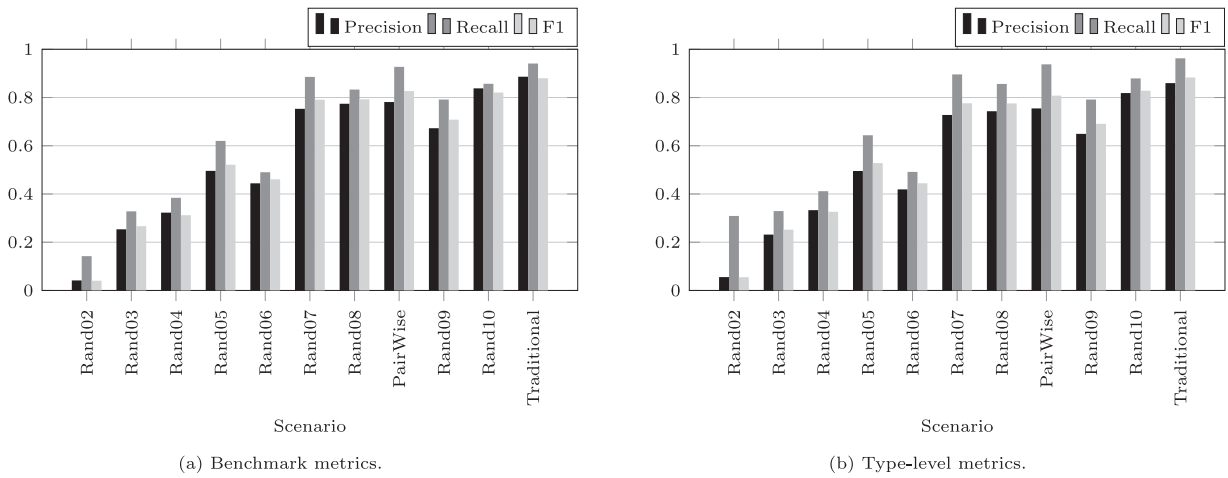 Precision Recall F1
1
0.8
0.6
0.4
0.2
0
Rand02
Rand03
Rand04
Rand05
Rand06
Rand07
Rand08
PairWise
Rand09
Rand10
Traditional
Scenario
(a) Benchmark metrics.
Precision Recall F1
1
0.8
0.6
0.4
0.2
0
Rand02
Rand03
Rand04
Rand05
Rand06
Rand07
Rand08
PairWise
Rand09
Rand10
Traditional
Scenario
(b) Type-level metrics.